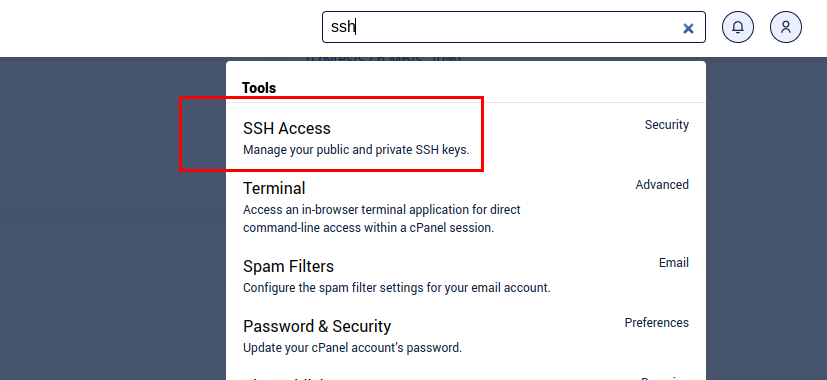 ssh
Tools
SSH Access
Security
Manage your public and private SSH keys.
Terminal
Advanced
Access an in-browser terminal application for direct
command-line access within a cPanel session.
Spam Filters
Email
Configure the spam filter settings for your email account.
Password & Security
Preferences
Update your cPanel account's password.